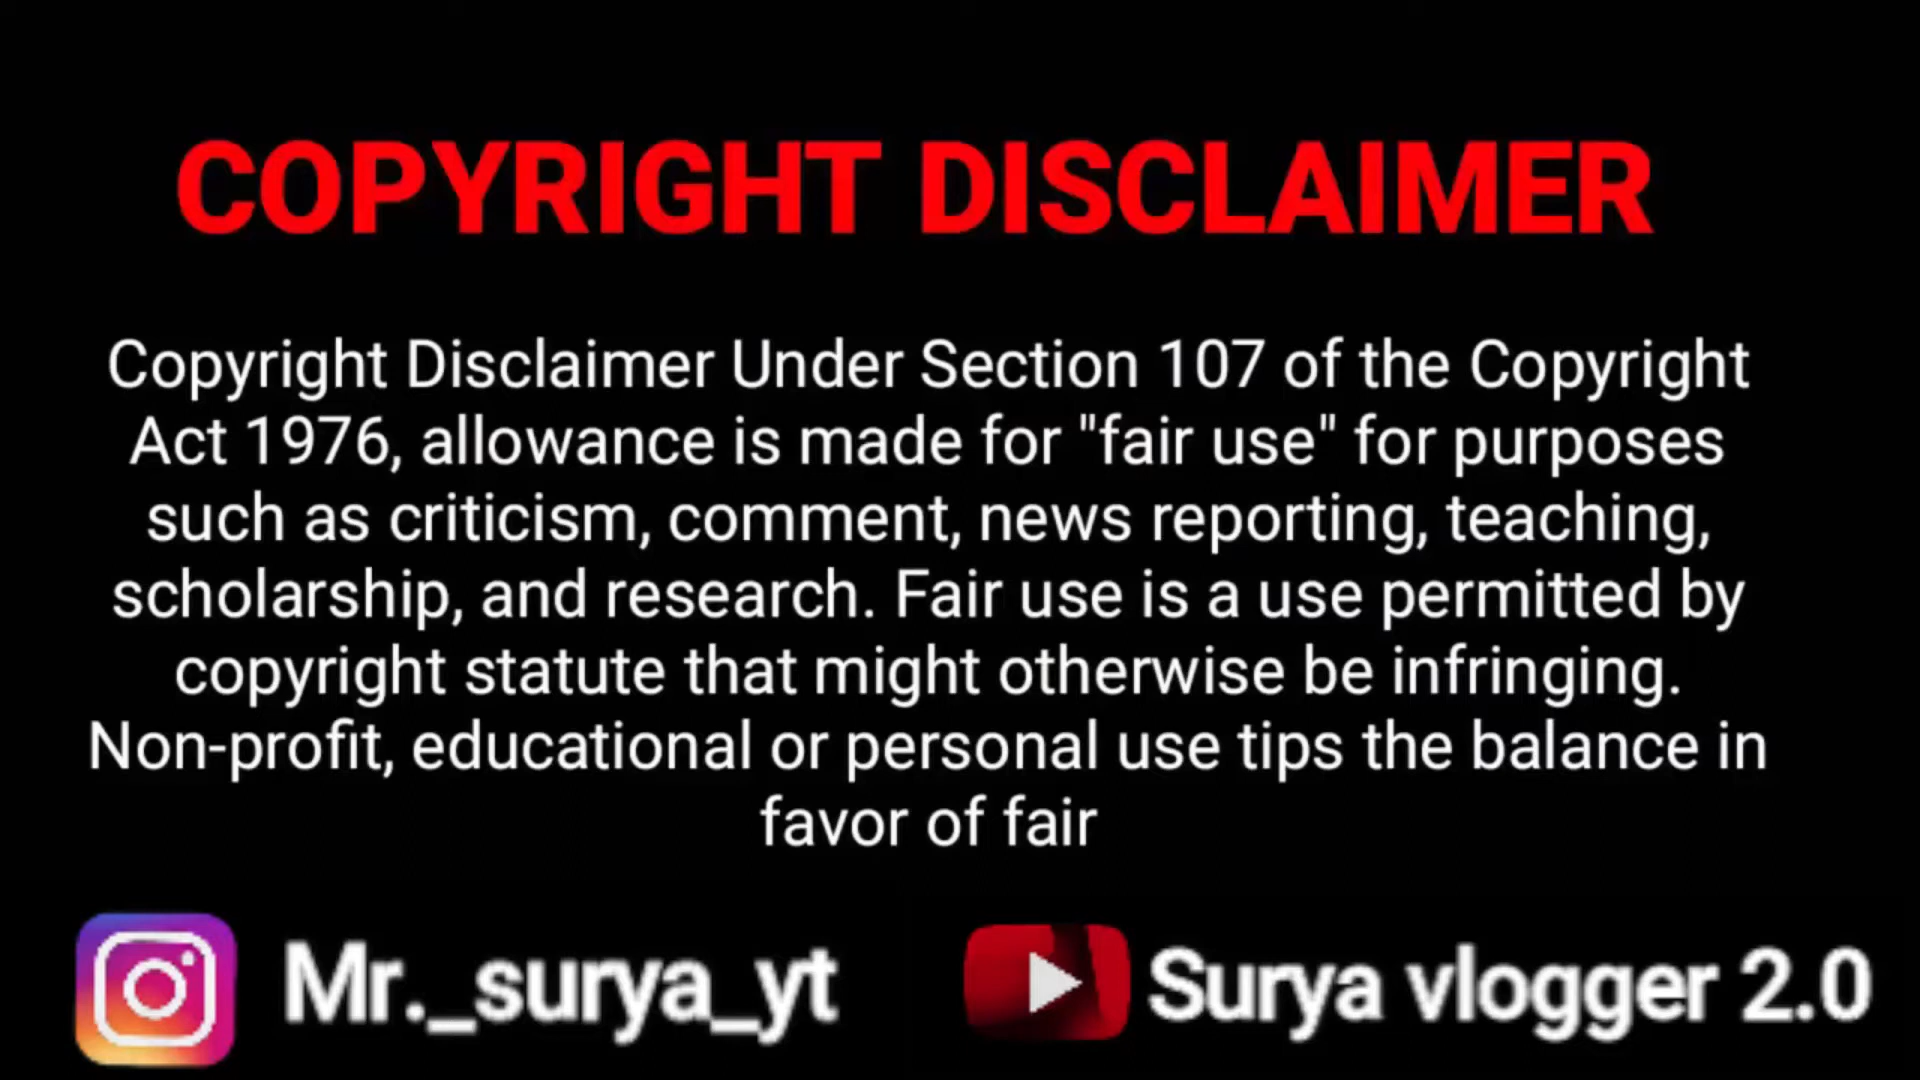 COPYRIGHT DISCLAIMER
Copyright Disclaimer Under Section 107 of the Copyright
Act 1976, allowance is made for "fair use" for purposes
such as criticism, comment, news reporting, teaching,
scholarship, and research. Fair use is a use permitted by
copyright statute that might otherwise be infringing.
Non-profit, educational or personal use tips the balance in
favor of fair
Mr._surya_yt
Surya vlogger 2.0